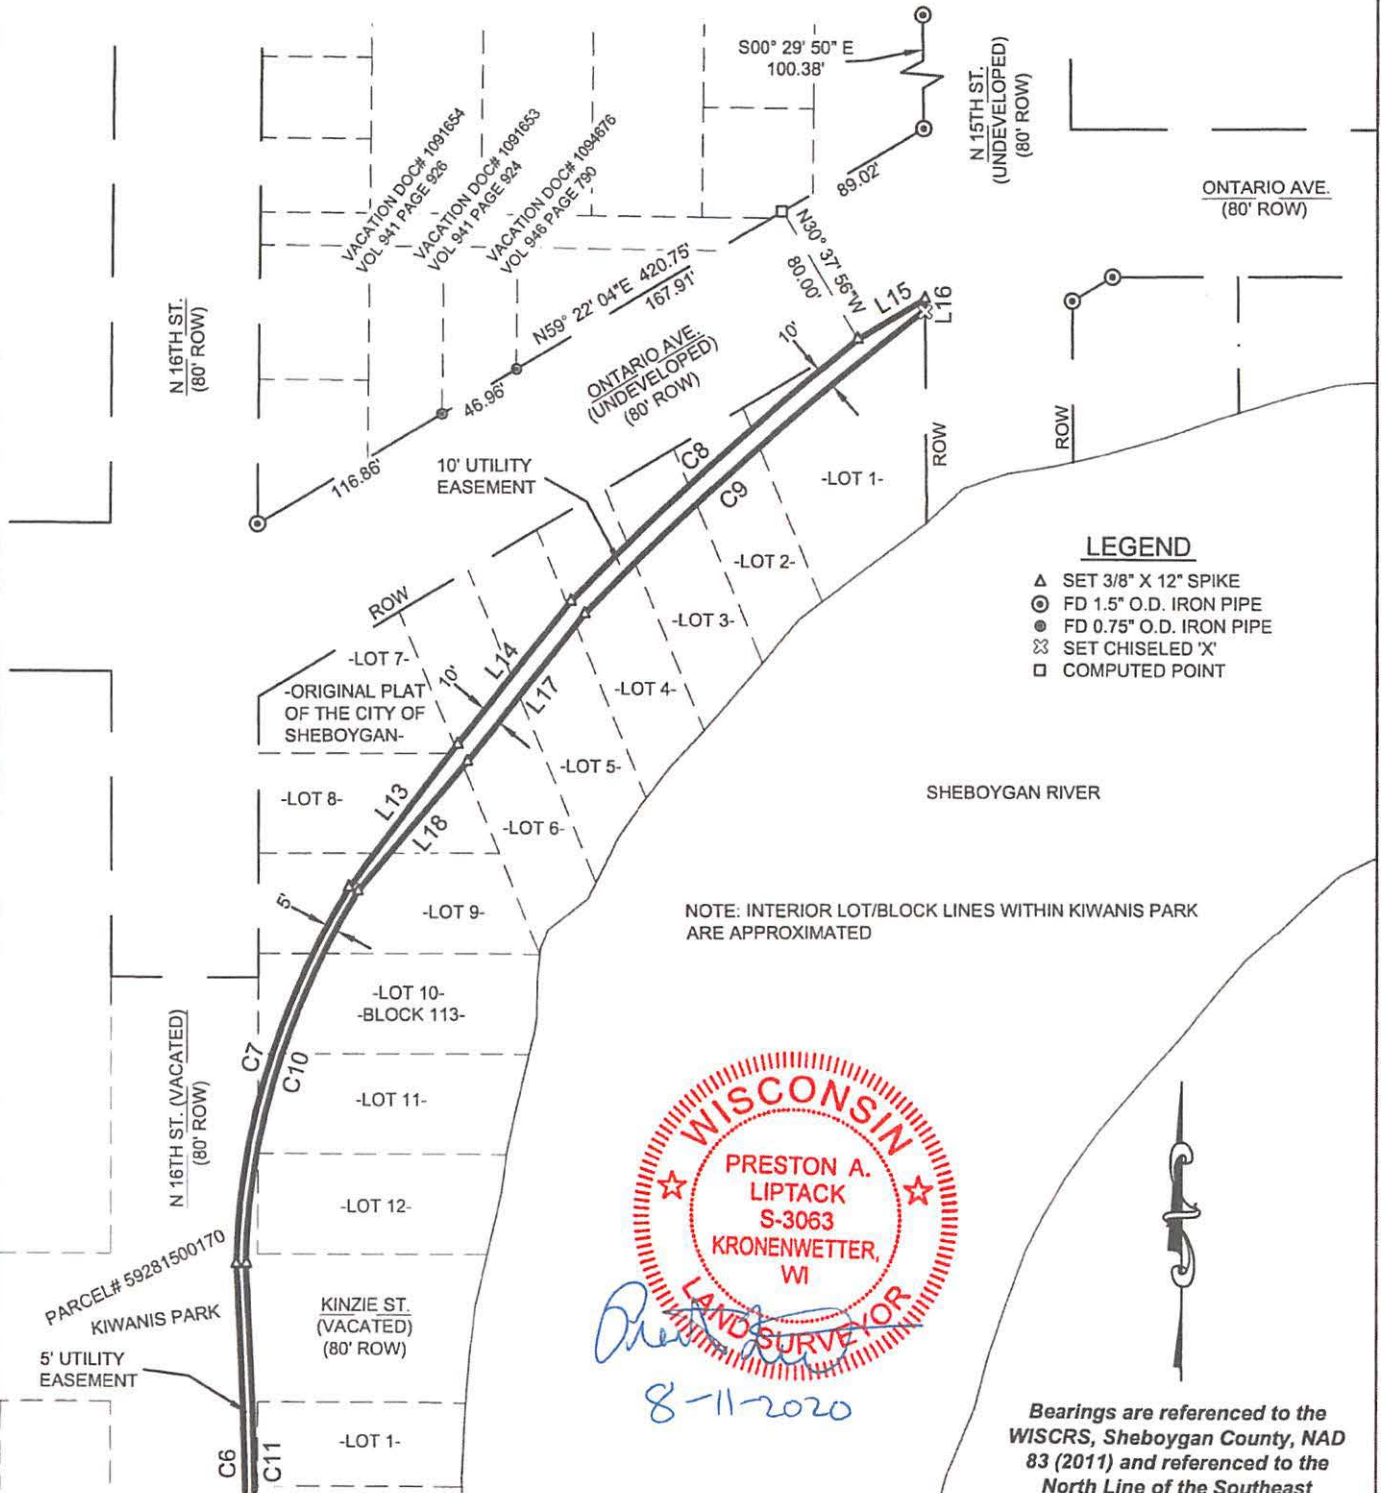 S00° 29' 50" E
100.38'
N 15TH ST.
(UNDEVELOPED)
(80' ROW)
ONTARIO AVE.
(80' ROW)
VACATION DOC# 1091654
VOL 941 PAGE 926
VACATION DOC# 1091653
VOL 941 PAGE 924
VACATION DOC# 1094676
VOL 946 PAGE 790
89.02'
N30° 37' 56"W
80.00'
N59° 22' 04"E 420.75'
167.91'
L15
L16
N 16TH ST.
(80' ROW)
ONTARIO AVE.
(UNDEVELOPED)
(80' ROW)
10'
46.96'
116.86'
10' UTILITY
EASEMENT
C8
C9
-LOT 1-
ROW
ROW
-LOT 2-
LEGEND
SET 3/8" X 12" SPIKE
FD 1.5" O.D. IRON PIPE
FD 0.75" O.D. IRON PIPE
SET CHISELED 'X'
COMPUTED POINT
ROW
-LOT 3-
-LOT 7-
L14
10'
L17
-LOT 4-
-ORIGINAL PLAT
OF THE CITY OF
SHEBOYGAN-
-LOT 5-
-LOT 8-
L13
L18
-LOT 6-
SHEBOYGAN RIVER
5'
-LOT 9-
NOTE: INTERIOR LOT/BLOCK LINES WITHIN KIWANIS PARK
ARE APPROXIMATED
-LOT 10-
-BLOCK 113-
N 16TH ST. (VACATED)
(80' ROW)
C7
C10
-LOT 11-
-LOT 12-
WISCONSIN
PRESTON A.
LIPTACK
S-3063
KRONENWETTER,
WI
LAND SURVEYOR
8-11-2020
PARCEL# 59281500170
KIWANIS PARK
KINZIE ST.
(VACATED)
(80' ROW)
5' UTILITY
EASEMENT
-LOT 1-
C6
C11
Bearings are referenced to the
WISCRS, Sheboygan County, NAD
83 (2011) and referenced to the
North Line of the Southeast